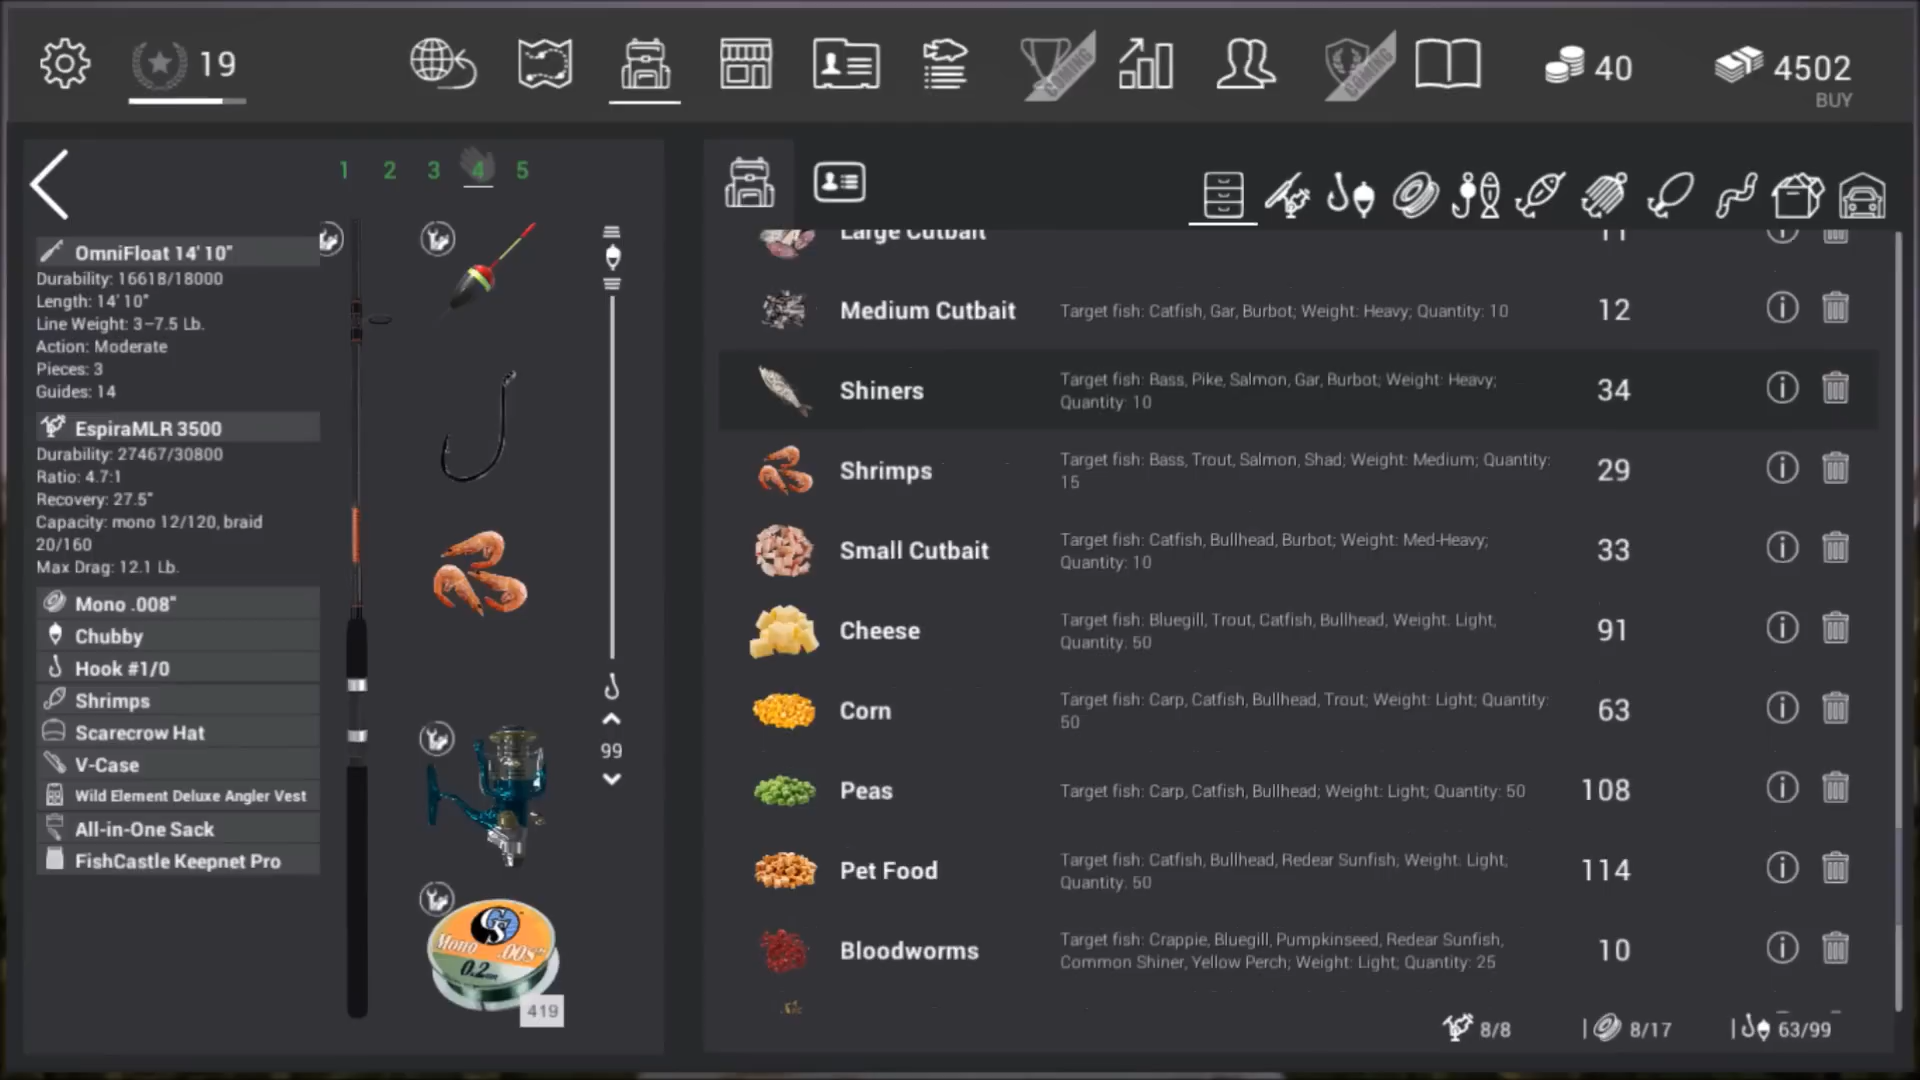 19
COMING
COMING
40
4502
BUY
1 2 3 4 5
OmniFloat 14' 10"
Durability: 16618/18000
Length: 14' 10"
Line Weight: 3–7.5 Lb.
Action: Moderate
Pieces: 3
Guides: 14
EspiraMLR 3500
Durability: 27467/30800
Ratio: 4.7:1
Recovery: 27.5"
Capacity: mono 12/120, braid
20/160
Max Drag: 12.1 Lb.
Mono .008"
Chubby
Hook #1/0
Shrimps
Scarecrow Hat
V-Case
Wild Element Deluxe Angler Vest
All-in-One Sack
FishCastle Keepnet Pro
99
Mono .008"
0.2mm
419
Large Cutbait 11
Medium Cutbait Target fish: Catfish, Gar, Burbot; Weight: Heavy; Quantity: 10 12
Shiners Target fish: Bass, Pike, Salmon, Gar, Burbot; Weight: Heavy;
Quantity: 10 34
Shrimps Target fish: Bass, Trout, Salmon, Shad; Weight: Medium; Quantity:
15 29
Small Cutbait Target fish: Catfish, Bullhead, Burbot; Weight: Med-Heavy;
Quantity: 10 33
Cheese Target fish: Bluegill, Trout, Catfish, Bullhead, Weight: Light,
Quantity: 50 91
Corn Target fish: Carp, Catfish, Bullhead, Trout; Weight: Light; Quantity:
50 63
Peas Target fish: Carp, Catfish, Bullhead; Weight: Light; Quantity: 50 108
Pet Food Target fish: Catfish, Bullhead, Redear Sunfish; Weight: Light,
Quantity: 50 114
Bloodworms Target fish: Crappie, Bluegill, Pumpkinseed, Redear Sunfish,
Common Shiner, Yellow Perch; Weight: Light; Quantity: 25 10
8/8 | 8/17 | 63/99